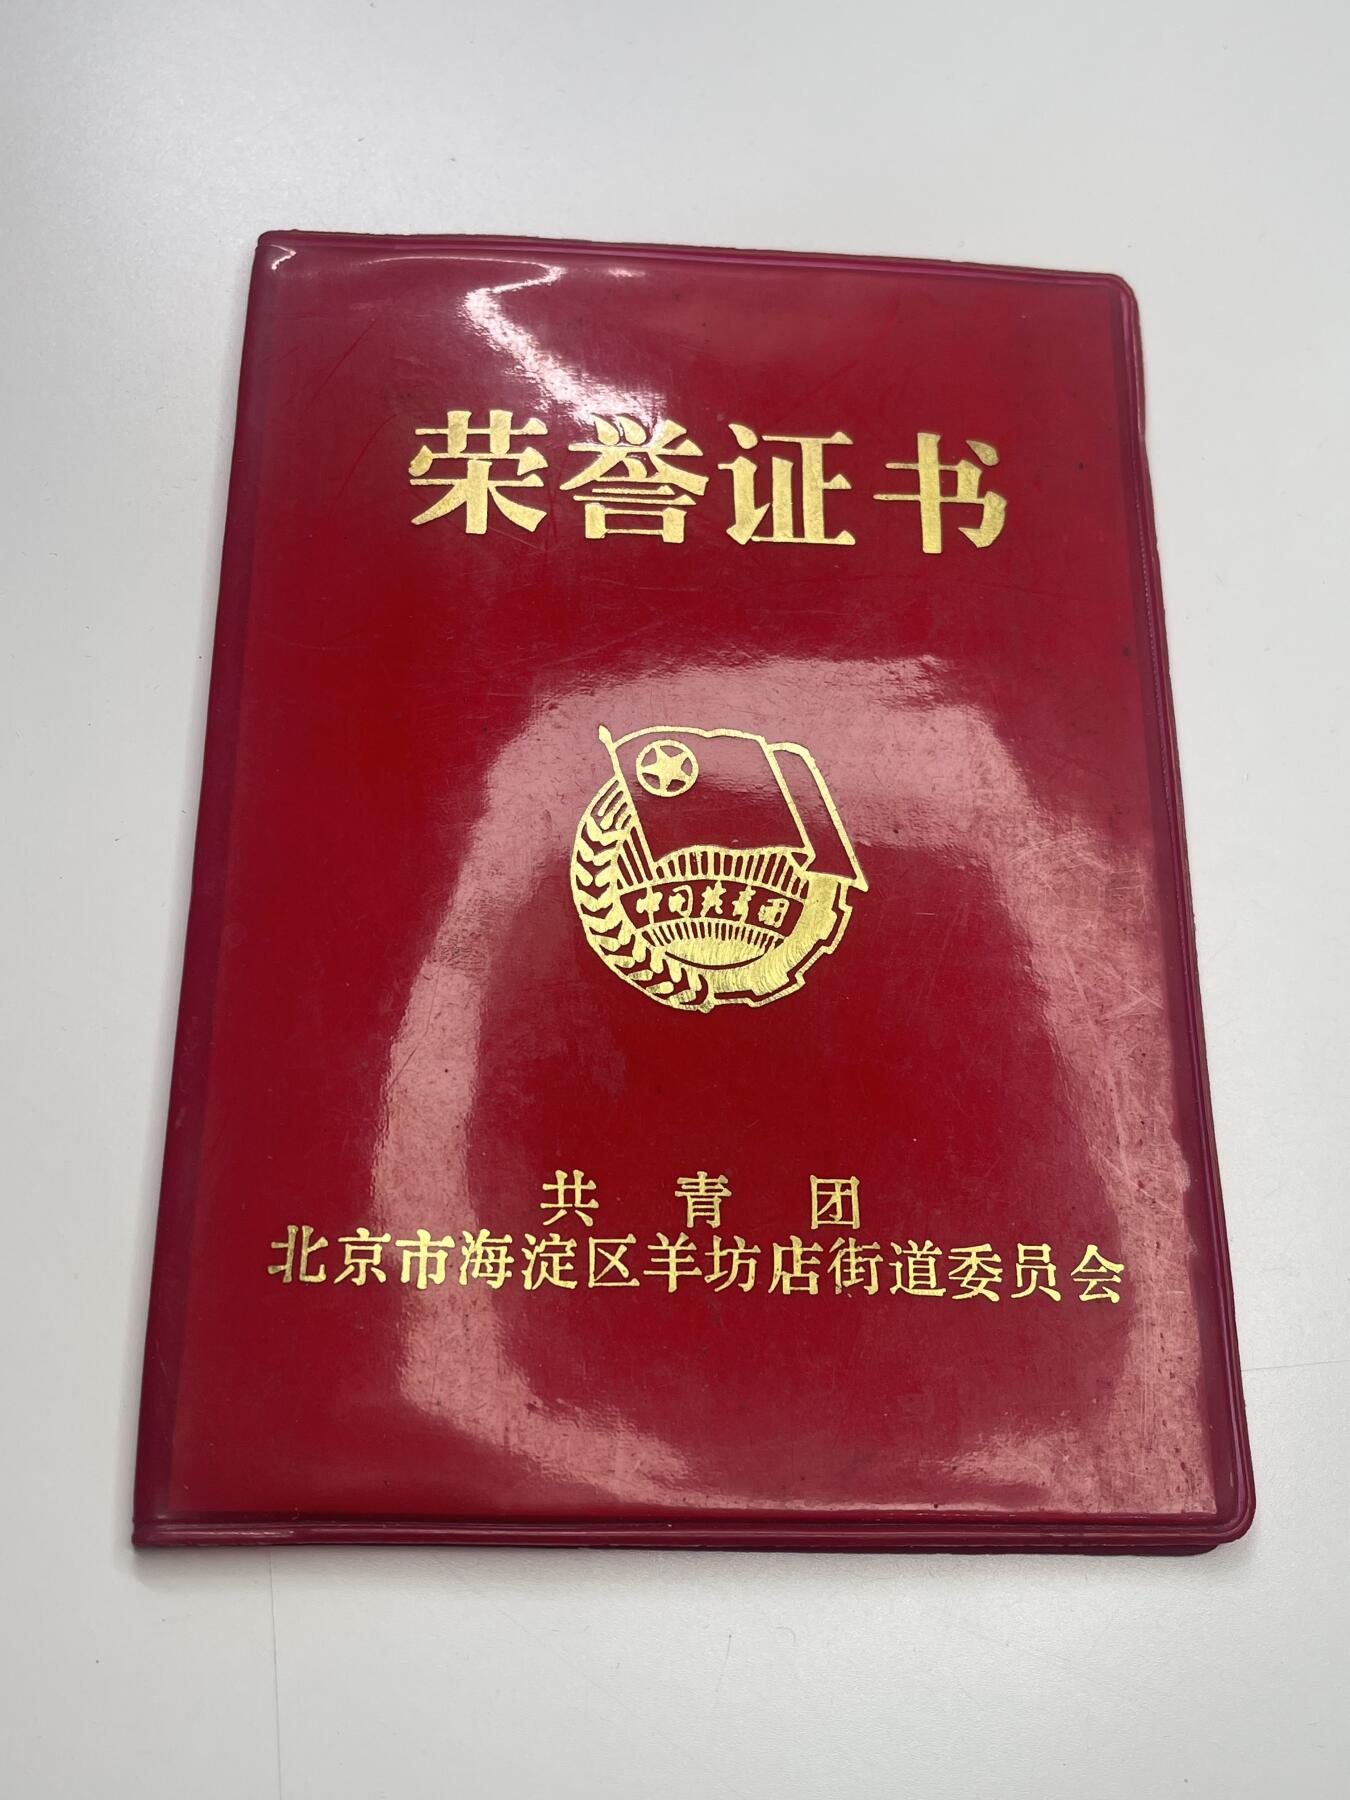 荣誉证书
中国共青团
共青团
北京市海淀区羊坊店街道委员会